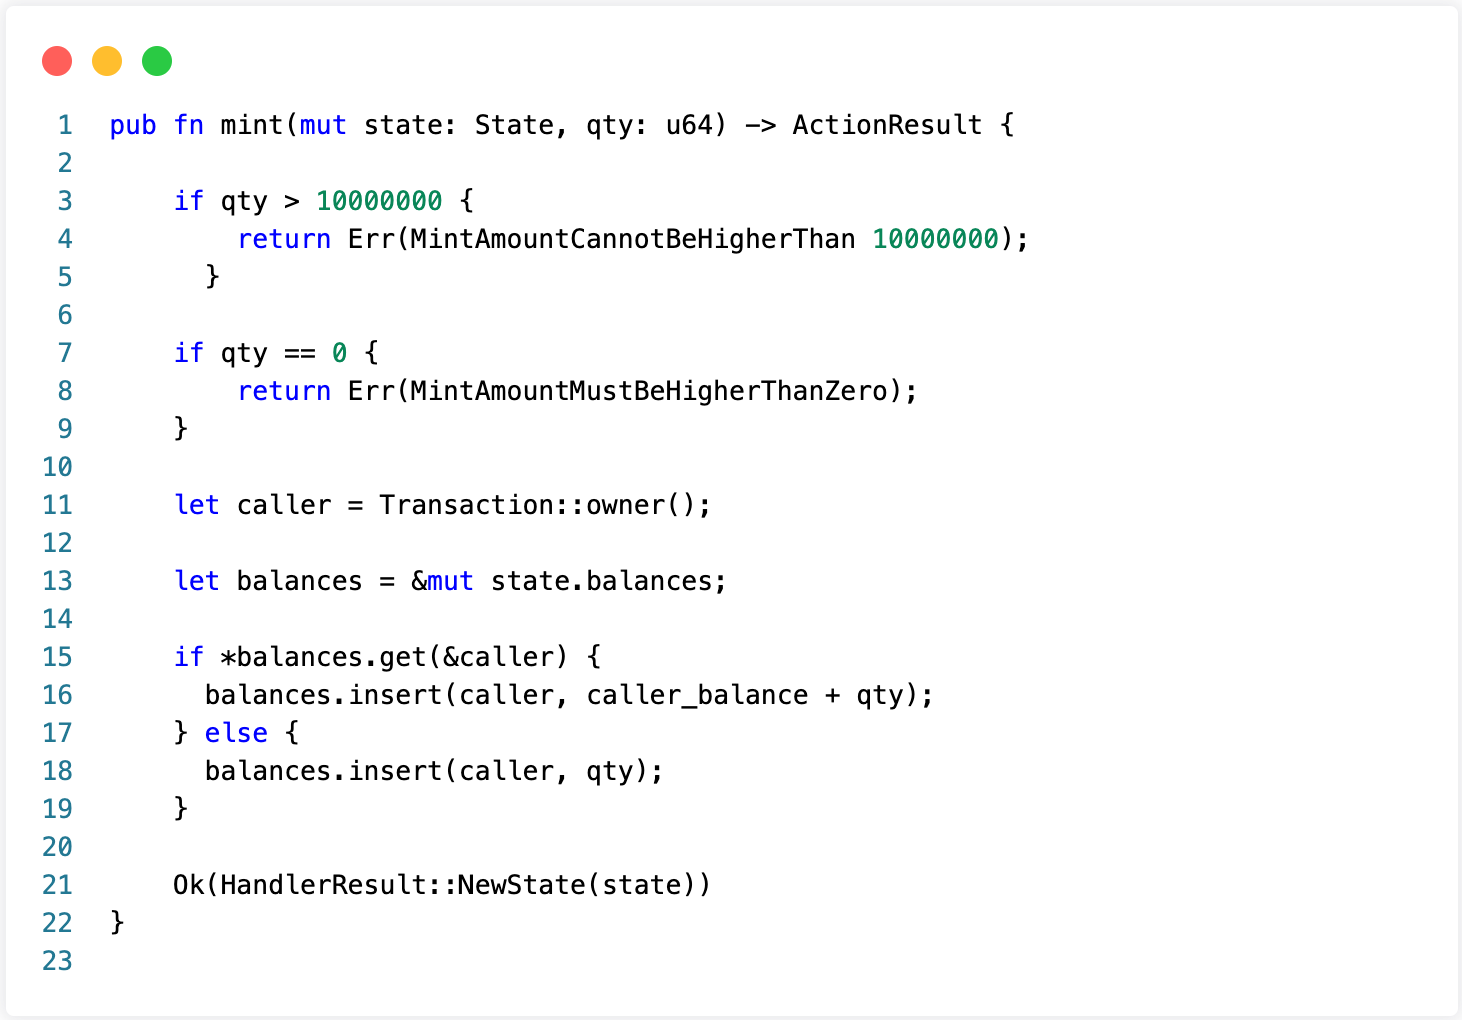 1 pub fn mint(mut state: State, qty: u64) -> ActionResult {
2
3     if qty > 10000000 {
4         return Err(MintAmountCannotBeHigherThan 10000000);
5       }
6
7     if qty == 0 {
8         return Err(MintAmountMustBeHigherThanZero);
9     }
10
11     let caller = Transaction::owner();
12
13     let balances = &mut state.balances;
14
15     if *balances.get(&caller) {
16       balances.insert(caller, caller_balance + qty);
17     } else {
18       balances.insert(caller, qty);
19     }
20
21     Ok(HandlerResult::NewState(state))
22 }
23